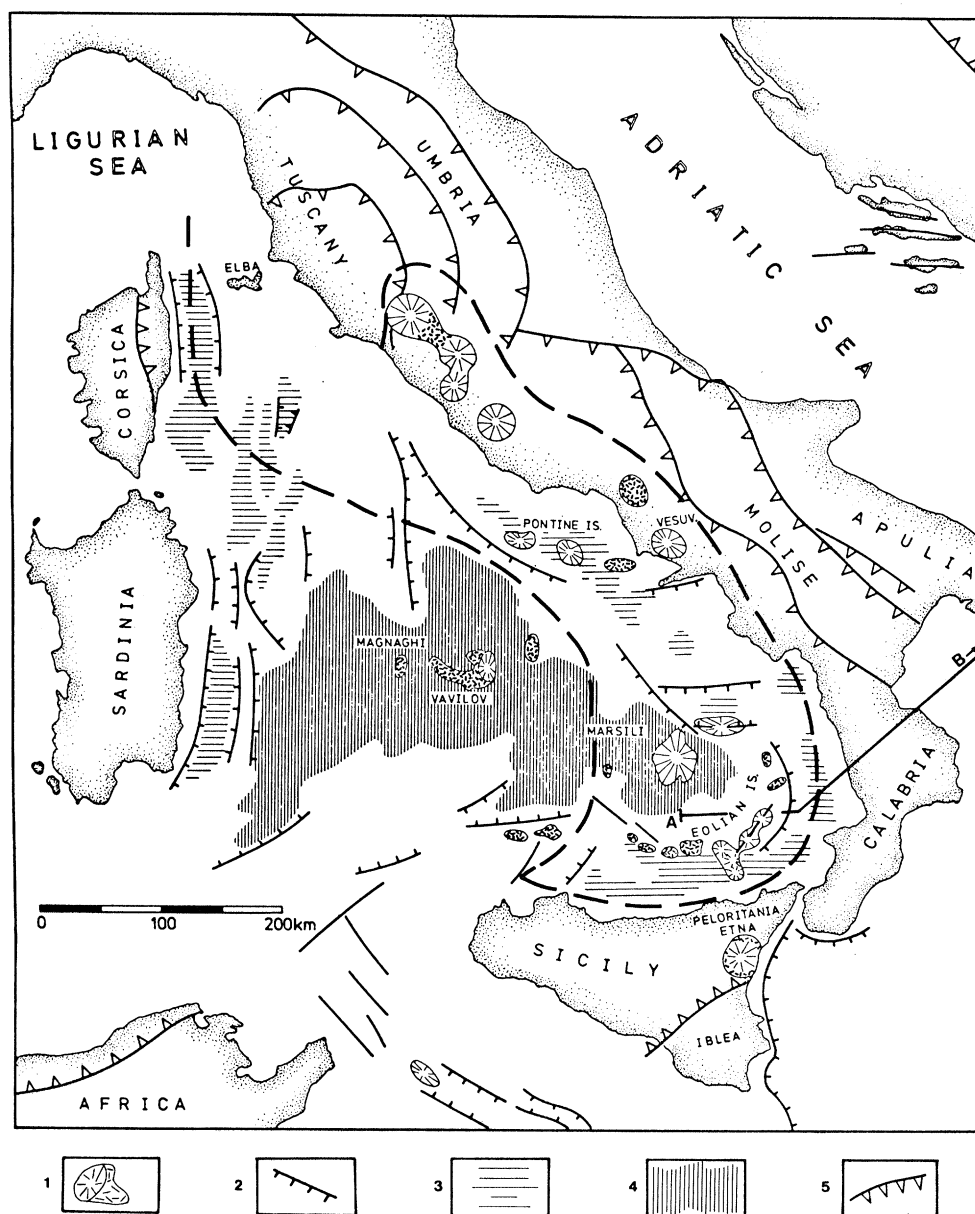 LIGURIAN
SEA
ADRIATIC SEA
TUSCANY
UMBRIA
ELBA
CORSICA
PONTINE IS.
VESUV.
MOLISE
APULIA
SARDINIA
MAGNAGHI
VAVILOV
MARSILI
B
A
EOLIAN IS.
CALABRIA
0 100 200km
PELORITANIA
ETNA
SICILY
IBLEA
AFRICA
1 2 3 4 5